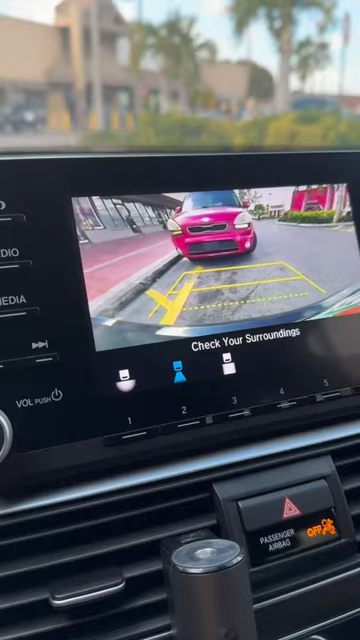 DIO
MEDIA
VOL PUSH
Check Your Surroundings
1 2 3 4 5
PASSENGER
AIRBAG
OFF